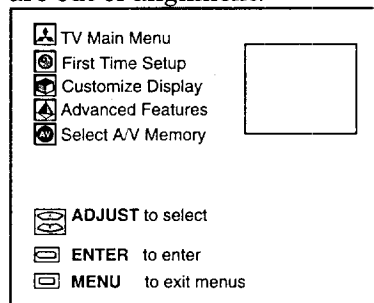 TV Main Menu
First Time Setup
Customize Display
Advanced Features
AV Select A/V Memory
ADJUST to select
ENTER to enter
MENU to exit menus